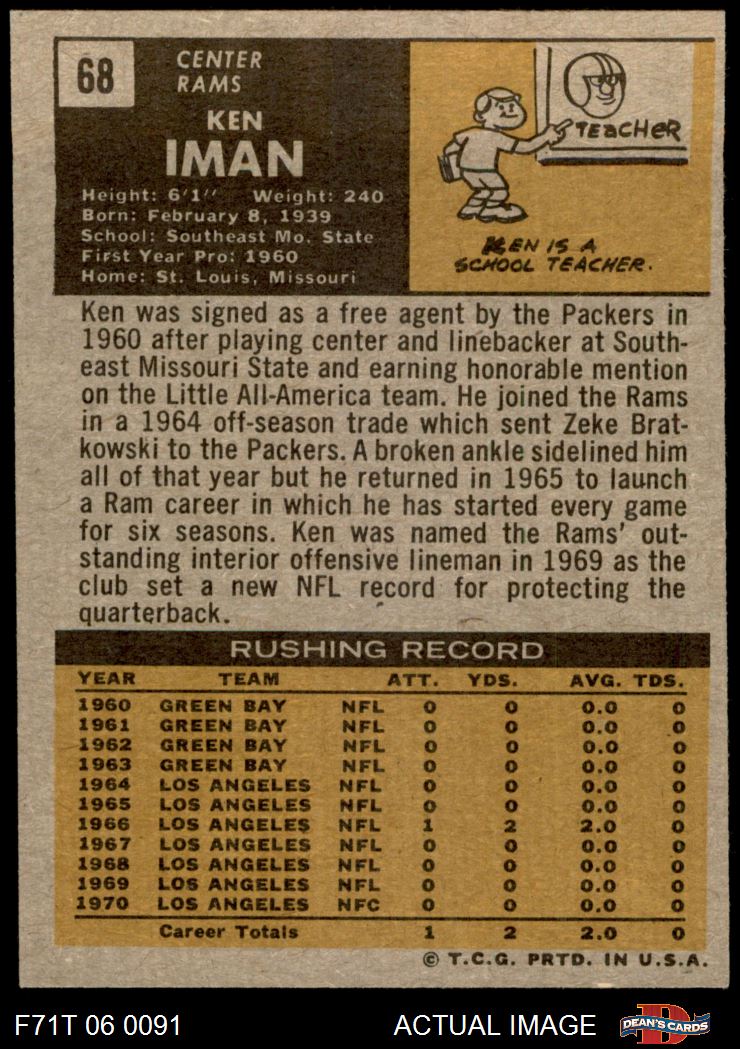 68
CENTER
RAMS
KEN
IMAN
Height: 6'1" Weight: 240
Born: February 8, 1939
School: Southeast Mo. State
First Year Pro: 1960
Home: St. Louis, Missouri
TEACHER
KEN IS A
SCHOOL TEACHER.
Ken was signed as a free agent by the Packers in
1960 after playing center and linebacker at South-
east Missouri State and earning honorable mention
on the Little All-America team. He joined the Rams
in a 1964 off-season trade which sent Zeke Brat-
kowski to the Packers. A broken ankle sidelined him
all of that year but he returned in 1965 to launch
a Ram career in which he has started every game
for six seasons. Ken was named the Rams' out-
standing interior offensive lineman in 1969 as the
club set a new NFL record for protecting the
quarterback.
RUSHING RECORD
YEAR TEAM ATT. YDS. AVG. TDS.
1960 GREEN BAY NFL 0 0 0.0 0
1961 GREEN BAY NFL 0 0 0.0 0
1962 GREEN BAY NFL 0 0 0.0 0
1963 GREEN BAY NFL 0 0 0.0 0
1964 LOS ANGELES NFL 0 0 0.0 0
1965 LOS ANGELES NFL 0 0 0.0 0
1966 LOS ANGELES NFL 1 2 2.0 0
1967 LOS ANGELES NFL 0 0 0.0 0
1968 LOS ANGELES NFL 0 0 0.0 0
1969 LOS ANGELES NFL 0 0 0.0 0
1970 LOS ANGELES NFC 0 0 0.0 0
Career Totals 1 2 2.0 0
© T.C.G. PRTD. IN U.S.A.
F71T 06 0091 ACTUAL IMAGE D DEAN'S CARDS